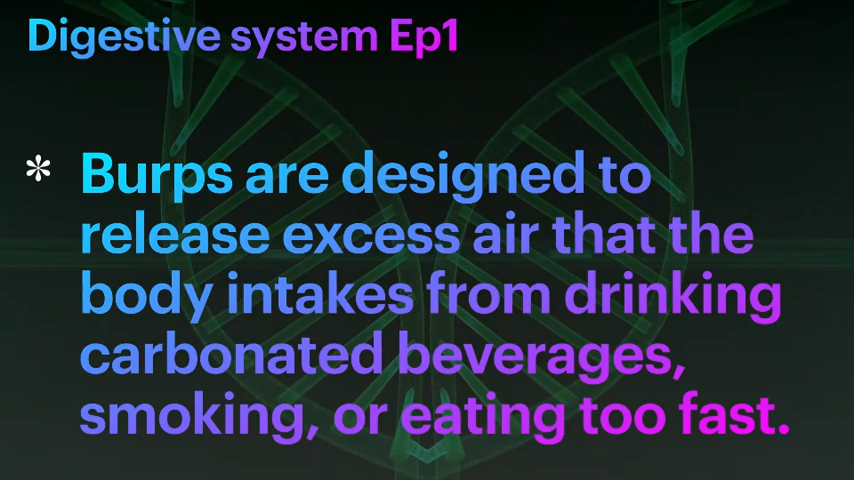 Digestive system Ep1
* Burps are designed to
release excess air that the
body intakes from drinking
carbonated beverages,
smoking, or eating too fast.